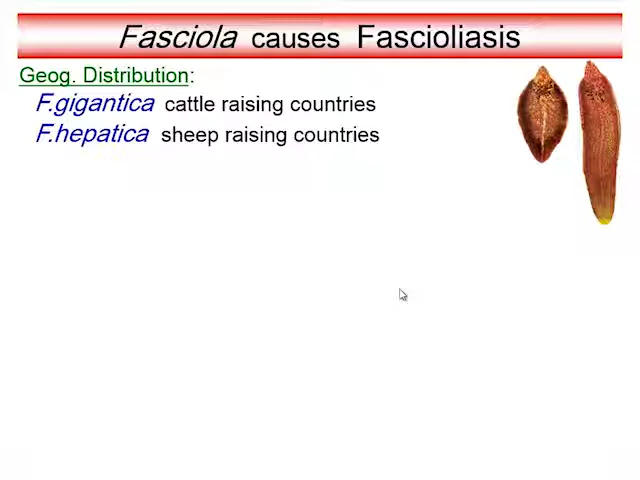 Fasciola causes Fascioliasis
Geog. Distribution:
F.gigantica cattle raising countries
F.hepatica sheep raising countries